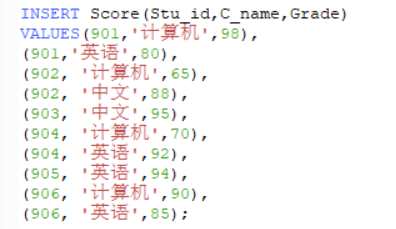 INSERT Score(Stu_id,C_name,Grade)
VALUES(901,'计算机',98),
(901,'英语',80),
(902, '计算机',65),
(902, '中文',88),
(903, '中文',95),
(904, '计算机',70),
(904, '英语',92),
(905, '英语',94),
(906, '计算机',90),
(906, '英语',85);